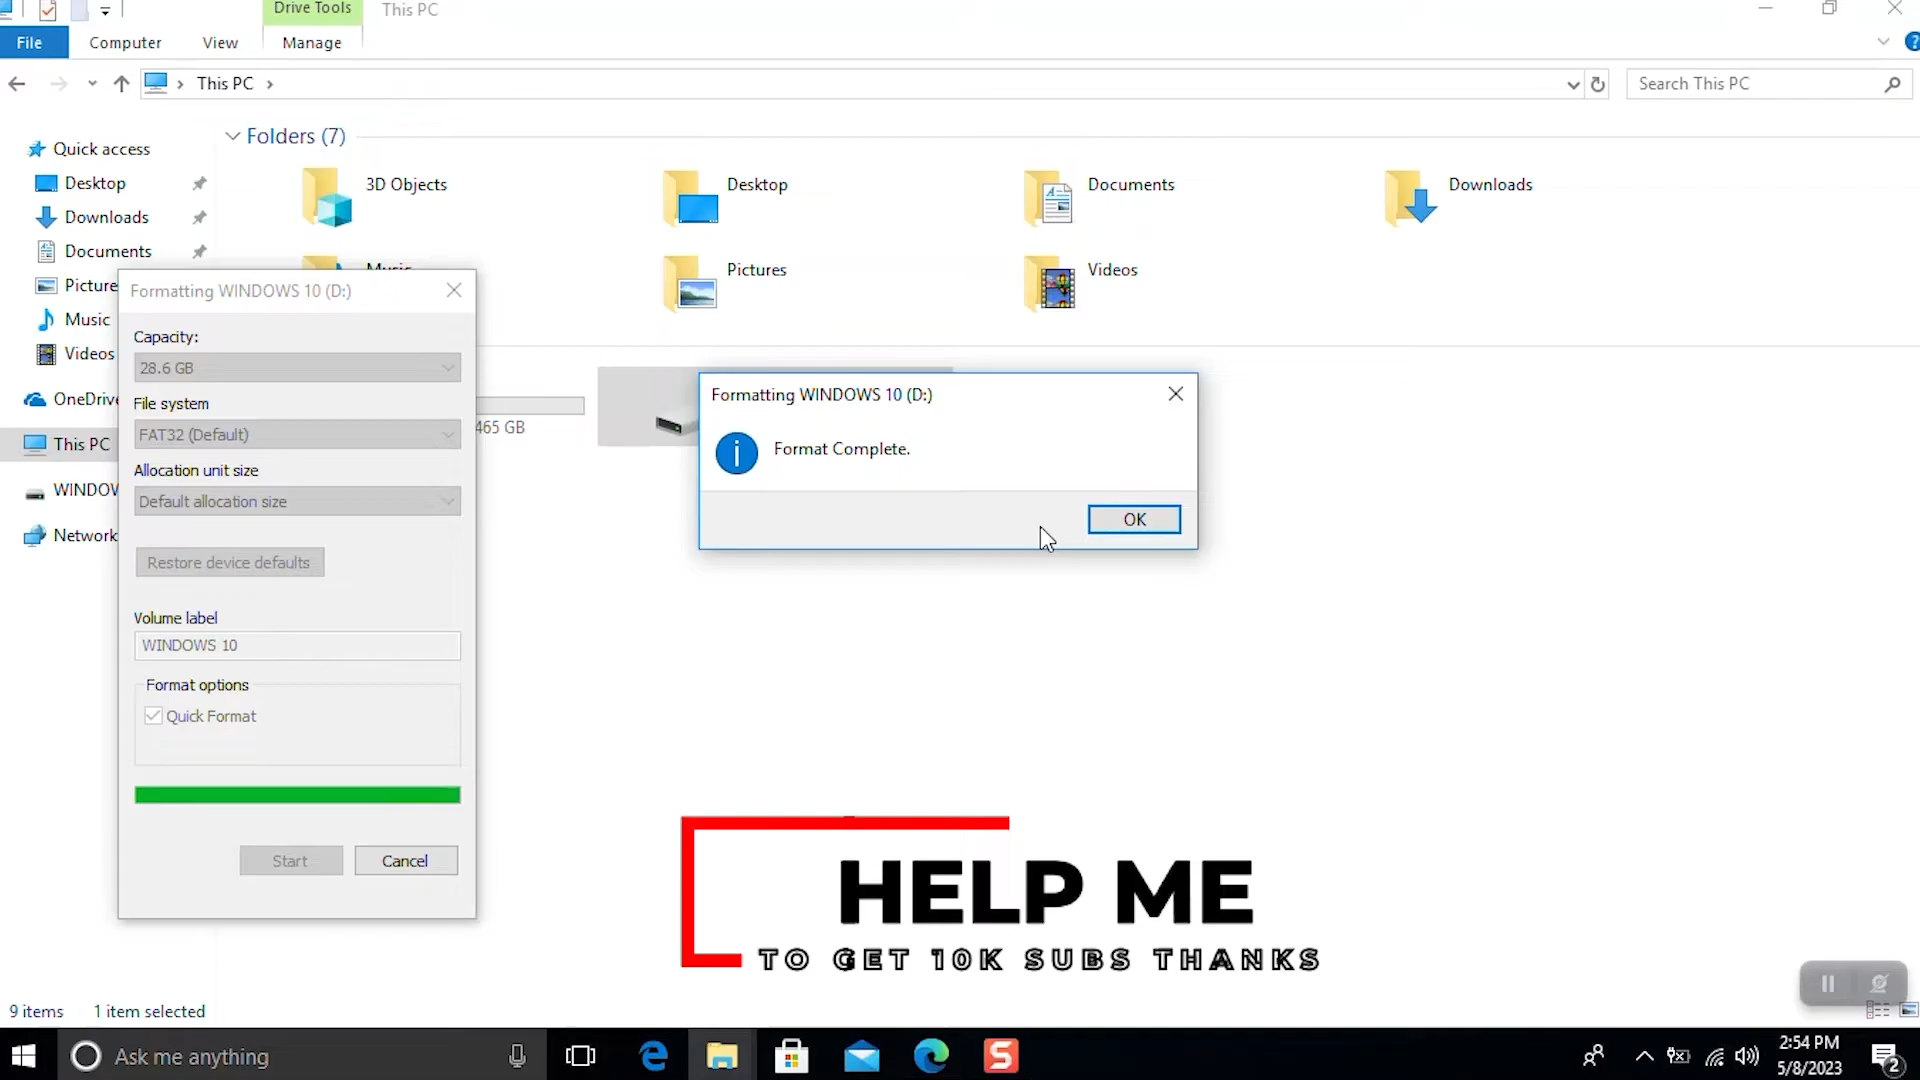 Drive Tools
This PC
File
Computer
View
Manage
This PC
Search This PC
Quick access
Desktop
Downloads
Documents
Music
Videos
This PC
Network
Folders (7)
3D Objects
Desktop
Documents
Downloads
Pictures
Videos
465 GB
Formatting WINDOWS 10 (D:)
Capacity:
28.6 GB
File system
FAT32 (Default)
Allocation unit size
Default allocation size
Restore device defaults
Volume label
WINDOWS 10
Format options
Quick Format
Start
Cancel
Formatting WINDOWS 10 (D:)
Format Complete.
OK
HELP ME
TO GET 10K SUBS THANKS
9 items
1 item selected
Ask me anything
2:54 PM
5/8/2023
2